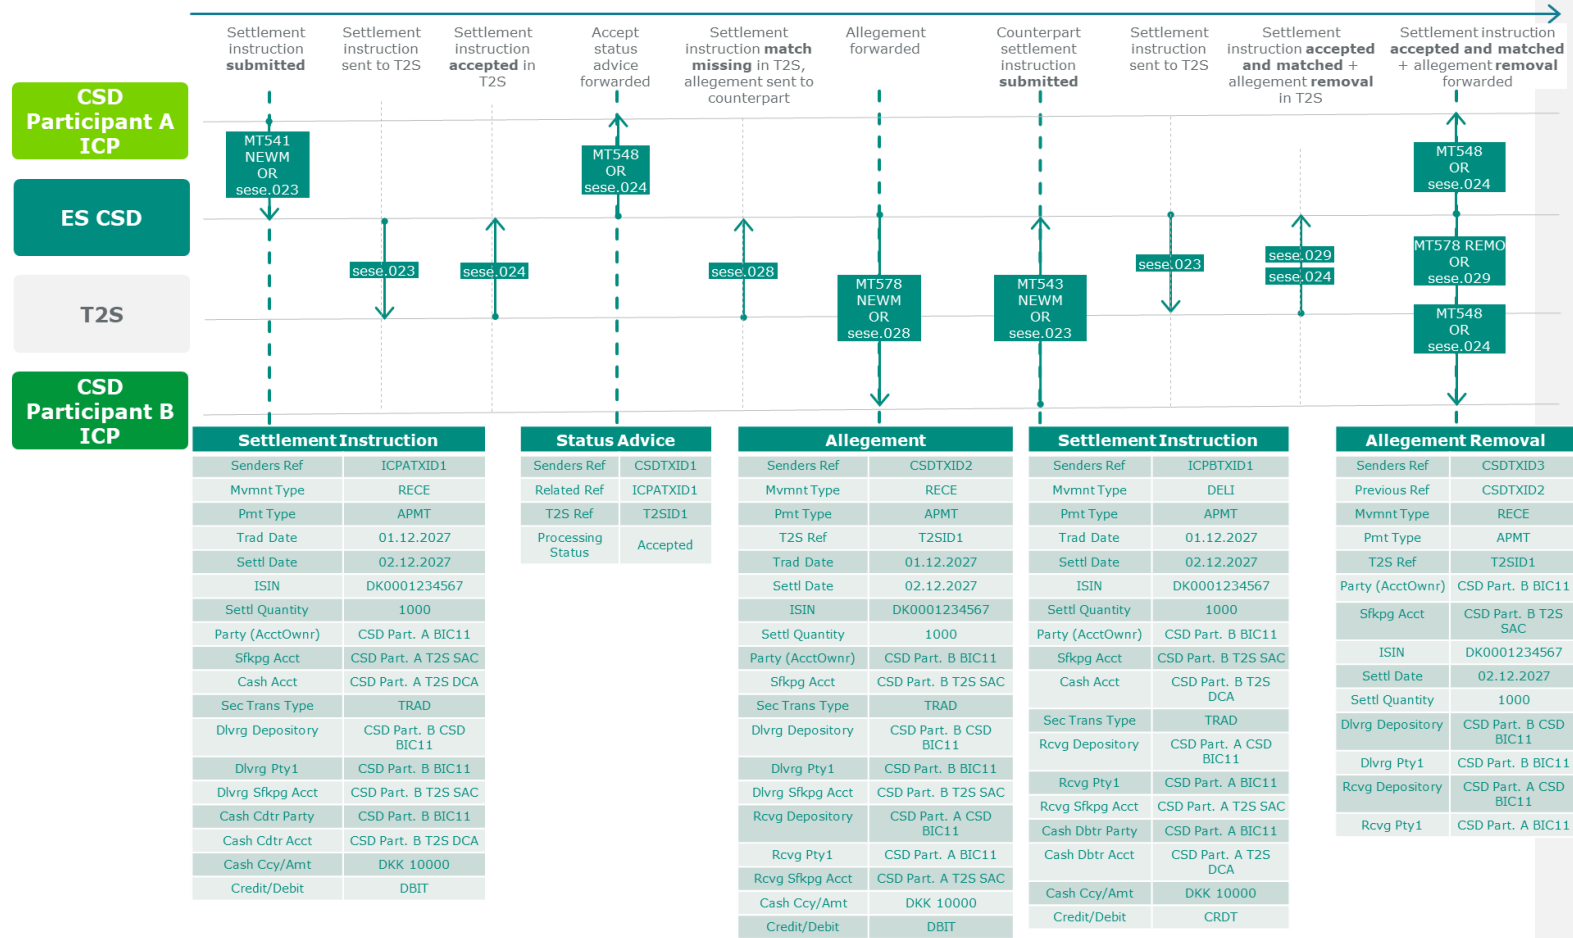 Settlement
instruction
submitted
Settlement
instruction
sent to T2S
Settlement
instruction
accepted in
T2S
Accept
status
advice
forwarded
Settlement
instruction match
missing in T2S,
allegement sent to
counterpart
Allegement
forwarded
Counterpart
settlement
instruction
submitted
Settlement
instruction
sent to T2S
Settlement
instruction accepted
and matched +
allegement removal
in T2S
Settlement instruction
accepted and matched
+ allegement removal
forwarded
CSD
Participant A
ICP
ES CSD
T2S
CSD
Participant B
ICP
MT541
NEWM
OR
sese.023
sese.023
sese.024
MT548
OR
sese.024
sese.028
MT578
NEWM
OR
sese.028
MT543
NEWM
OR
sese.023
sese.023
sese.029
sese.024
MT548
OR
sese.024
MT578 REMO
OR
sese.029
MT548
OR
sese.024
Settlement Instruction
Senders Ref ICPATXID1
Mvmnt Type RECE
Pmt Type APMT
Trad Date 01.12.2027
Settl Date 02.12.2027
ISIN DK0001234567
Settl Quantity 1000
Party (AcctOwnr) CSD Part. A BIC11
Sfkpg Acct CSD Part. A T2S SAC
Cash Acct CSD Part. A T2S DCA
Sec Trans Type TRAD
Dlvrg Depository CSD Part. B CSD
BIC11
Dlvrg Pty1 CSD Part. B BIC11
Dlvrg Sfkpg Acct CSD Part. B T2S SAC
Cash Cdtr Party CSD Part. B BIC11
Cash Cdtr Acct CSD Part. B T2S DCA
Cash Ccy/Amt DKK 10000
Credit/Debit DBIT
Status Advice
Senders Ref CSDTXID1
Related Ref ICPATXID1
T2S Ref T2SID1
Processing
Status Accepted
Allegement
Senders Ref CSDTXID2
Mvmnt Type RECE
Pmt Type APMT
T2S Ref T2SID1
Trad Date 01.12.2027
Settl Date 02.12.2027
ISIN DK0001234567
Settl Quantity 1000
Party (AcctOwnr) CSD Part. B BIC11
Sfkpg Acct CSD Part. B T2S SAC
Sec Trans Type TRAD
Dlvrg Depository CSD Part. B CSD
BIC11
Dlvrg Pty1 CSD Part. B BIC11
Dlvrg Sfkpg Acct CSD Part. B T2S SAC
Rcvg Depository CSD Part. A CSD
BIC11
Rcvg Pty1 CSD Part. A BIC11
Rcvg Sfkpg Acct CSD Part. A T2S SAC
Cash Ccy/Amt DKK 10000
Credit/Debit DBIT
Settlement Instruction
Senders Ref ICPBTXID1
Mvmnt Type DELI
Pmt Type APMT
Trad Date 01.12.2027
Settl Date 02.12.2027
ISIN DK0001234567
Settl Quantity 1000
Party (AcctOwnr) CSD Part. B BIC11
Sfkpg Acct CSD Part. B T2S SAC
Cash Acct CSD Part. B T2S
DCA
Sec Trans Type TRAD
Rcvg Depository CSD Part. A CSD
BIC11
Rcvg Pty1 CSD Part. A BIC11
Rcvg Sfkpg Acct CSD Part. A T2S SAC
Cash Dbtr Party CSD Part. A BIC11
Cash Dbtr Acct CSD Part. A T2S
DCA
Cash Ccy/Amt DKK 10000
Credit/Debit CRDT
Allegement Removal
Senders Ref CSDTXID3
Previous Ref CSDTXID2
Mvmnt Type RECE
Pmt Type APMT
T2S Ref T2SID1
Party (AcctOwnr) CSD Part. B BIC11
Sfkpg Acct CSD Part. B T2S
SAC
ISIN DK0001234567
Settl Date 02.12.2027
Settl Quantity 1000
Dlvrg Depository CSD Part. B CSD
BIC11
Dlvrg Pty1 CSD Part. B BIC11
Rcvg Depository CSD Part. A CSD
BIC11
Rcvg Pty1 CSD Part. A BIC11